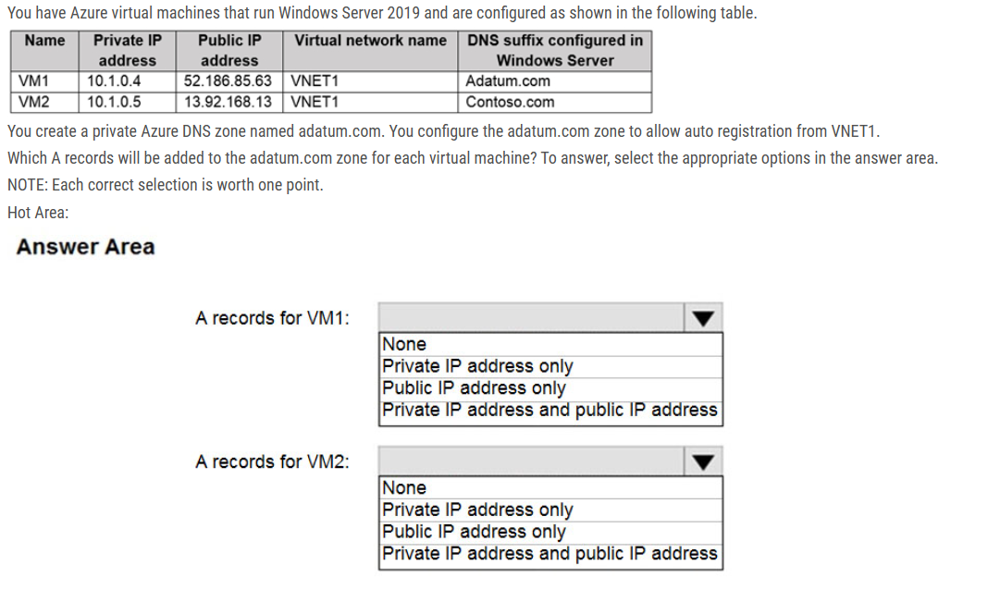 You have Azure virtual machines that run Windows Server 2019 and are configured as shown in the following table.
Name Private IP address Public IP address Virtual network name DNS suffix configured in Windows Server
VM1 10.1.0.4 52.186.85.63 VNET1 Adatum.com
VM2 10.1.0.5 13.92.168.13 VNET1 Contoso.com
You create a private Azure DNS zone named adatum.com. You configure the adatum.com zone to allow auto registration from VNET1.
Which A records will be added to the adatum.com zone for each virtual machine? To answer, select the appropriate options in the answer area.
NOTE: Each correct selection is worth one point.
Hot Area:
Answer Area
A records for VM1:
None
Private IP address only
Public IP address only
Private IP address and public IP address
A records for VM2:
None
Private IP address only
Public IP address only
Private IP address and public IP address